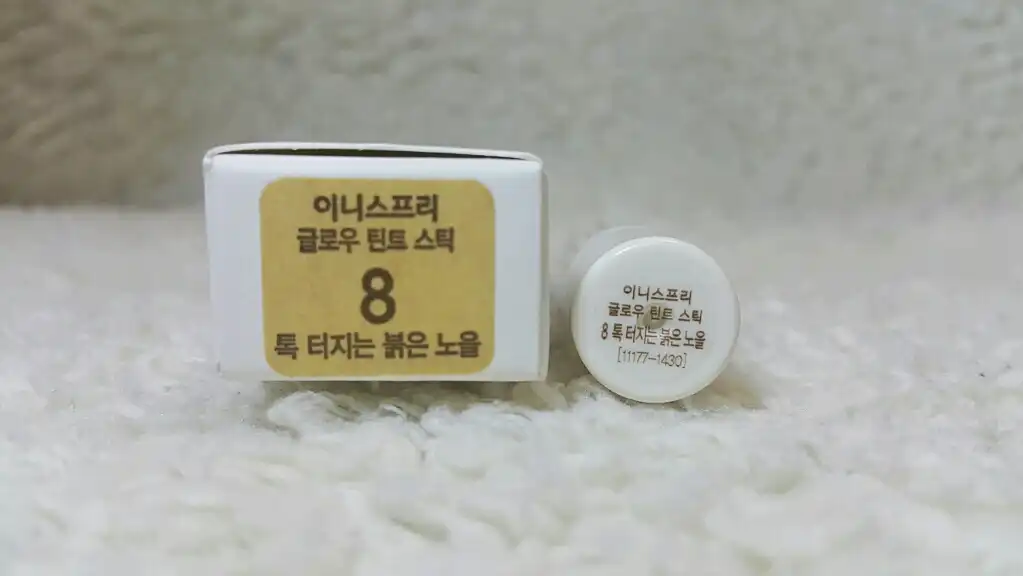 이니스프리
글로우 틴트 스틱
8
톡 터지는 붉은 노을
이니스프리
글로우 틴트 스틱
8 톡 터지는 붉은 노을
[11177-1430]